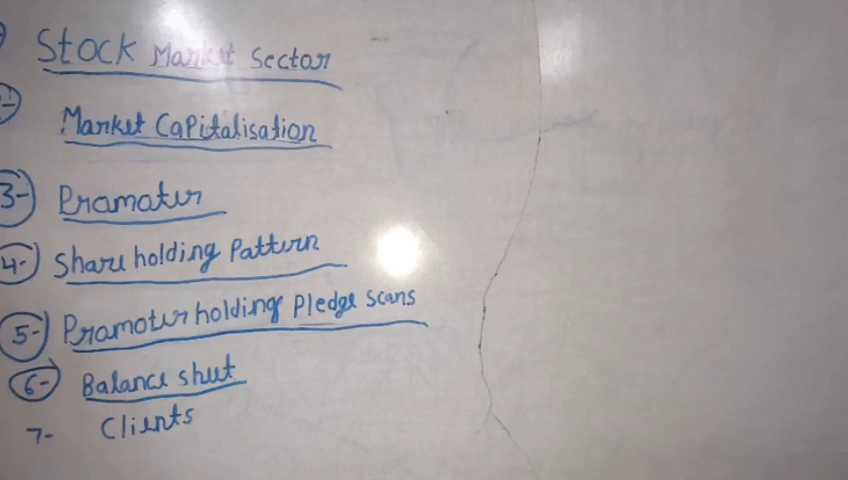 Stock Market Sector
Market Capitalisation
3- Pramoter
4- Share holding Pattern
5- Pramoter holding Pledge scans
6- Balance sheet
7- Clients